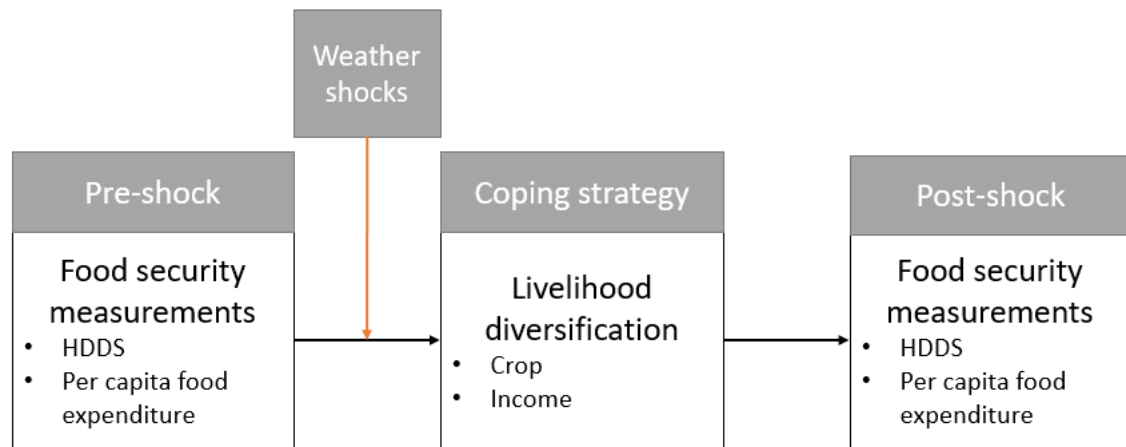 Weather
shocks
Pre-shock
Food security
measurements
• HDDS
• Per capita food
expenditure
Coping strategy
Livelihood
diversification
• Crop
• Income
Post-shock
Food security
measurements
• HDDS
• Per capita food
expenditure